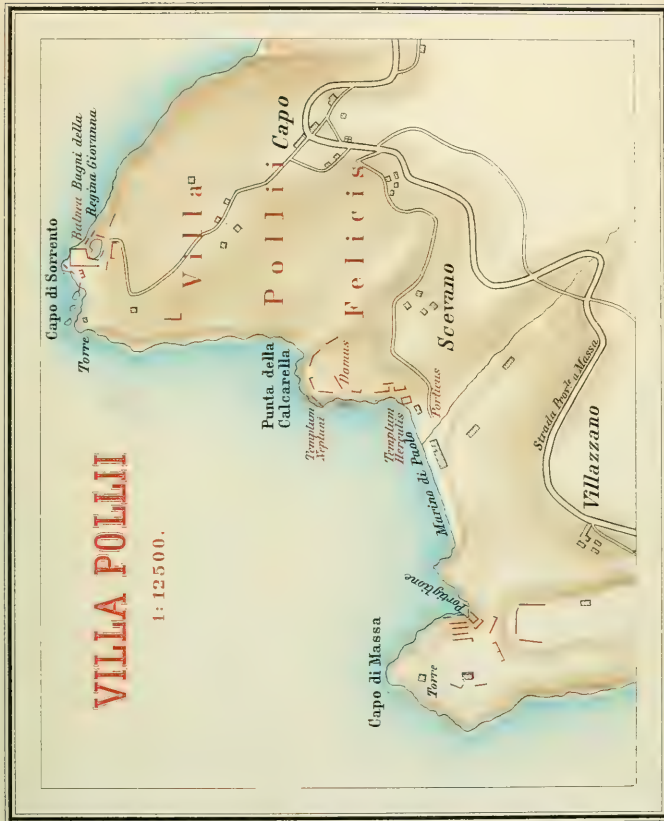 VILLA POLLII
1:12500.
Capo di Sorrento
Balnea Bagni della
Regina Giovanna
Torre
Villa
Pollii
Felicis
Capo
Punta della
Calcarella
Templum
Neptuni
Domus
Scevano
Templum
Herculis
Porticus
Marino di Puolo
Strada Prov.le a Massa
Villazzano
Portiglione
Capo di Massa
Torre